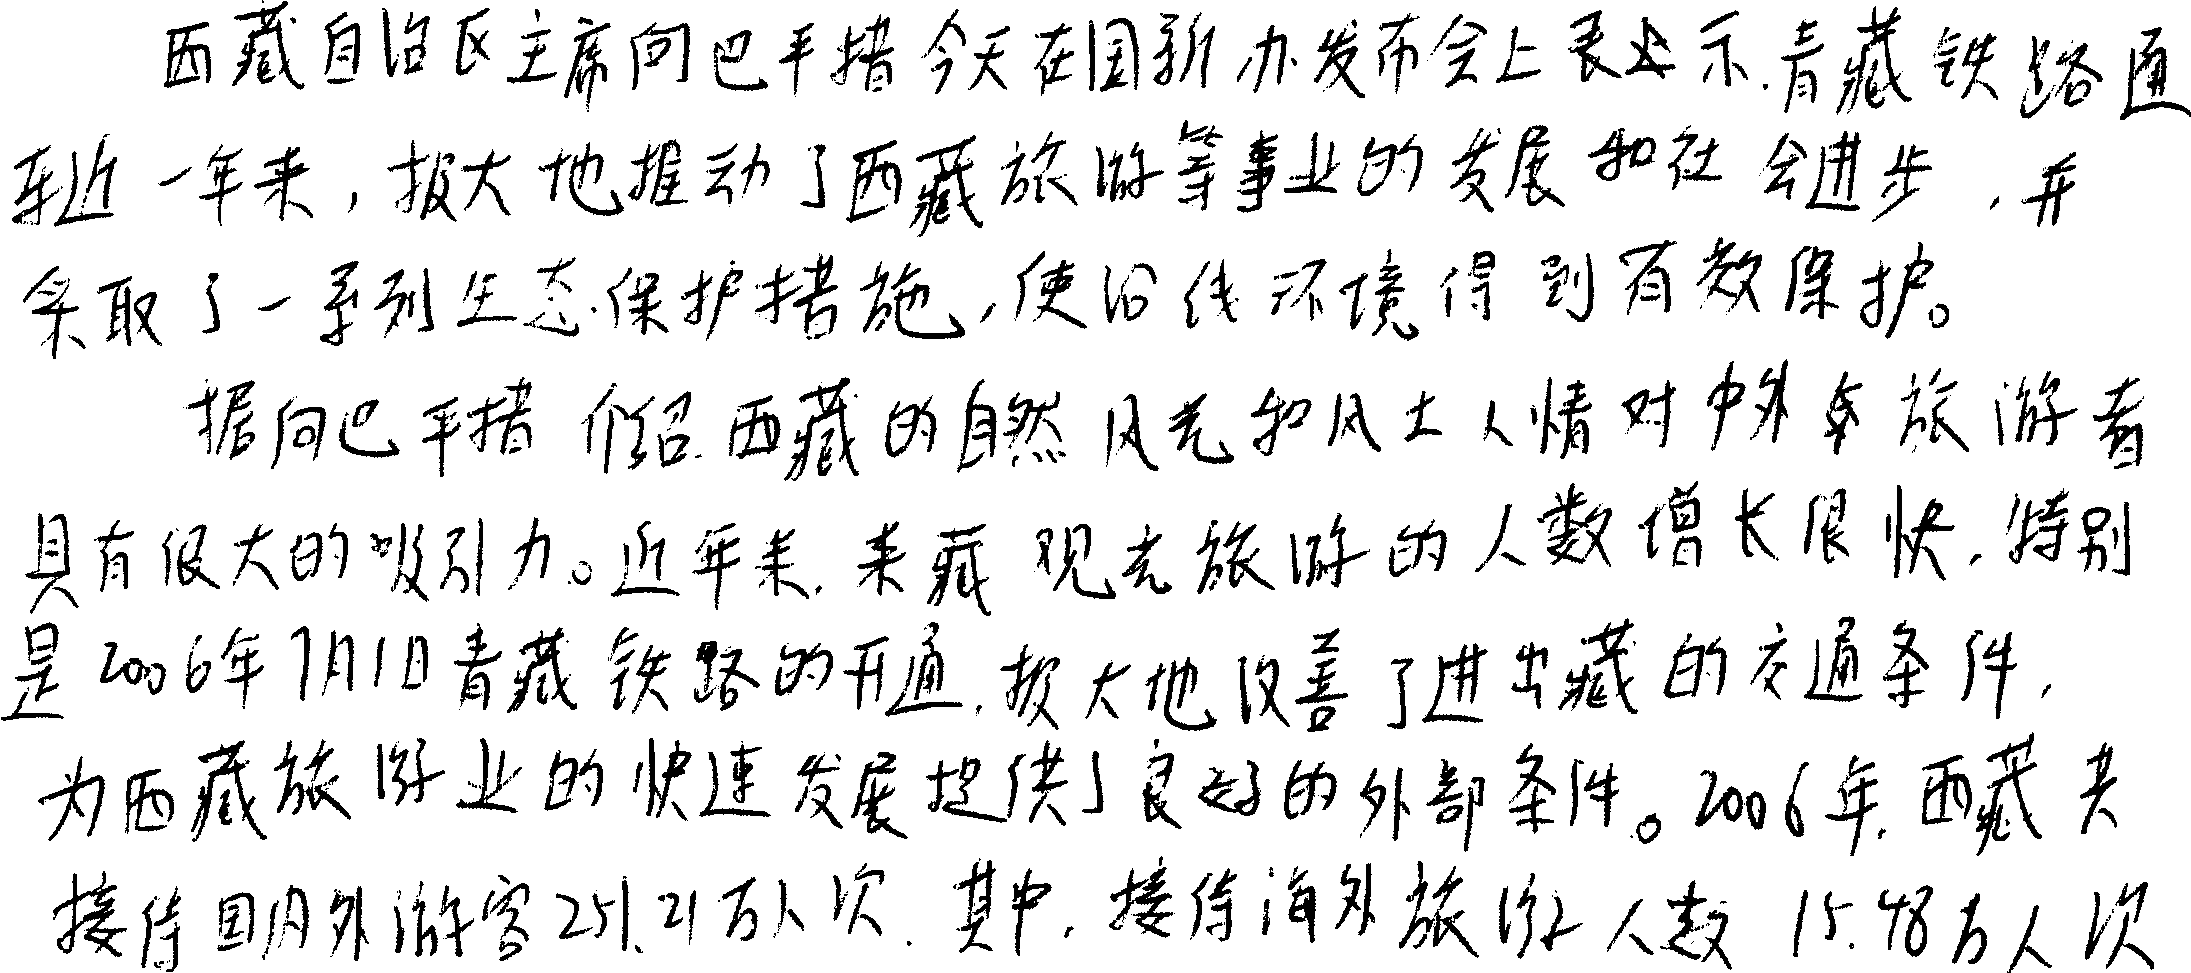 西藏自治区主席向巴平措今天在国新办发布会上表示,青藏铁路通
车近一年来,极大地推动了西藏旅游等事业的发展和社会进步,并
采取了一系列生态保护措施,使沿线环境得到有效保护。
据向巴平措介绍,西藏的自然风光和风土人情对中外旅游者
具有很大的吸引力。近年来,来藏观光旅游的人数增长很快,特别
是2006年7月1日青藏铁路的开通,极大地改善了进出藏的交通条件,
为西藏旅游业的快速发展提供了良好的外部条件。2006年,西藏共
接待国内外游客251.21万人次,其中,接待海外旅游人数15.48万人次